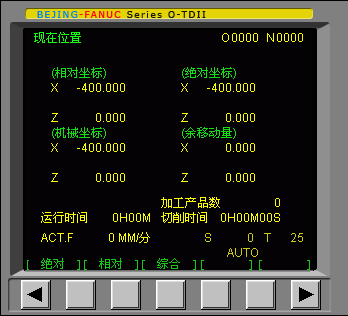 BEJING-FANUC Series O-TDII
现在位置 O0000 N0000
(相对坐标) (绝对坐标)
X -400.000 X -400.000
Z 0.000 Z 0.000
(机械坐标) (余移动量)
X -400.000 X 0.000
Z 0.000 Z 0.000
加工产品数 0
运行时间 0H00M 切削时间 0H00M00S
ACT.F 0 MM/分 S 0 T 25
AUTO
[ 绝对 ][ 相对 ][ 综合 ][ ][ ]